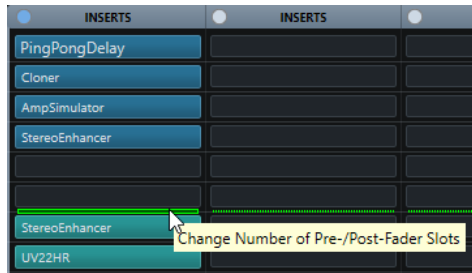 INSERTS
INSERTS
PingPongDelay
Cloner
AmpSimulator
StereoEnhancer
StereoEnhancer
Change Number of Pre-/Post-Fader Slots
UV22HR